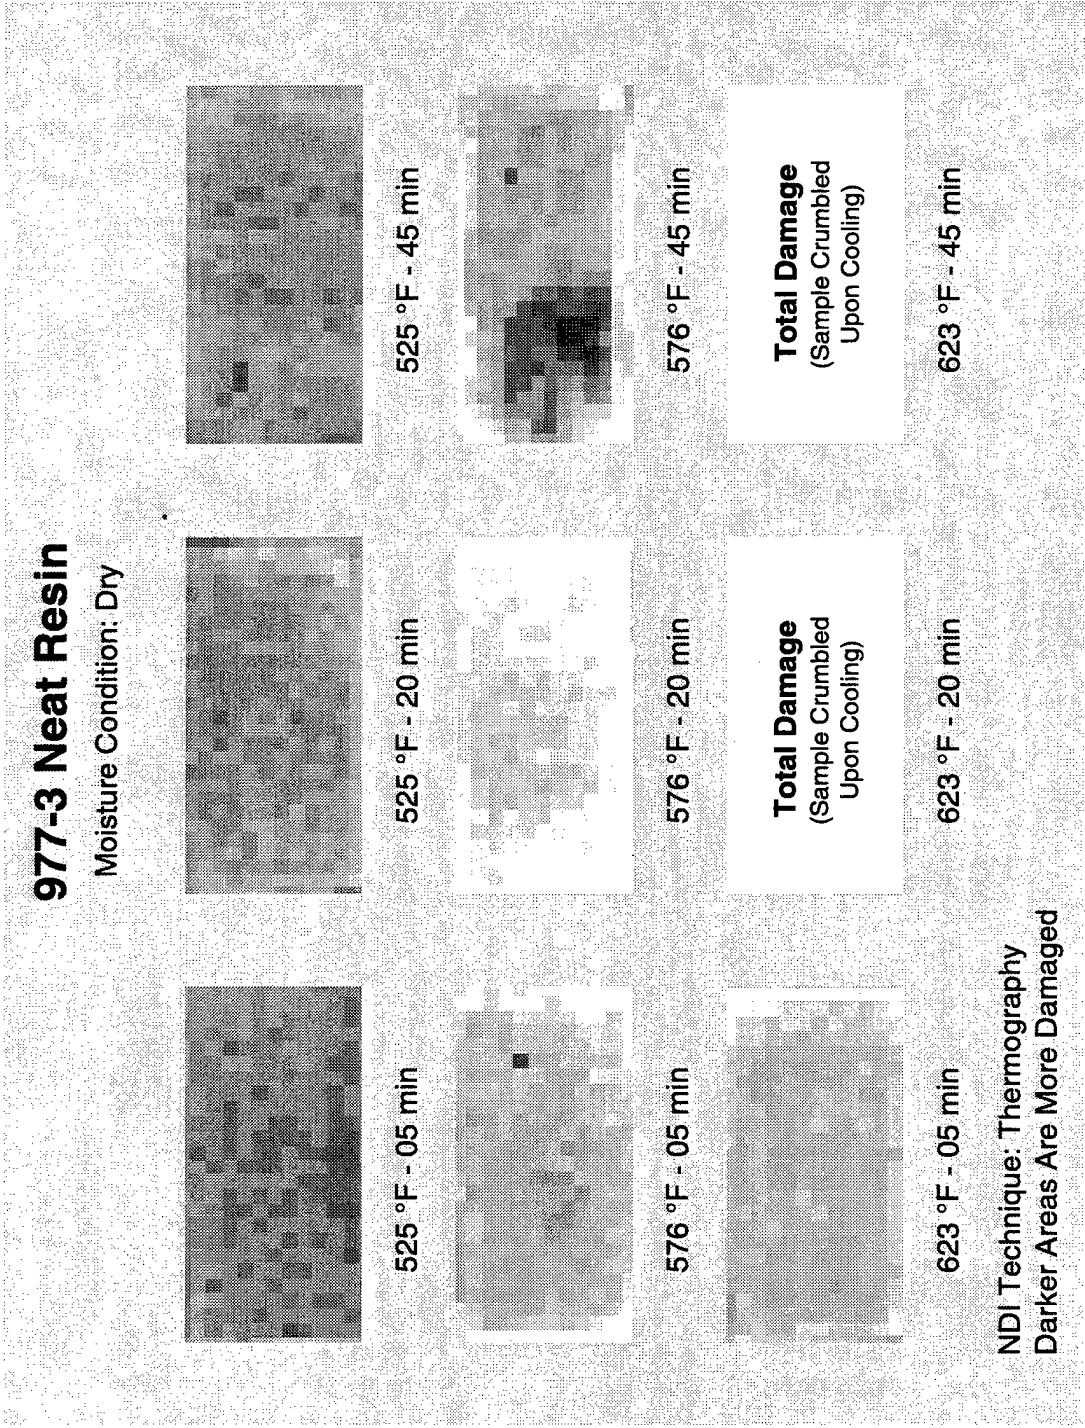 977-3 Neat Resin
Moisture Condition: Dry
525 °F - 05 min
525 °F - 20 min
525 °F - 45 min
576 °F - 05 min
576 °F - 20 min
576 °F - 45 min
Total Damage
(Sample Crumbled
Upon Cooling)
Total Damage
(Sample Crumbled
Upon Cooling)
623 °F - 05 min
623 °F - 20 min
623 °F - 45 min
NDI Technique: Thermography
Darker Areas Are More Damaged